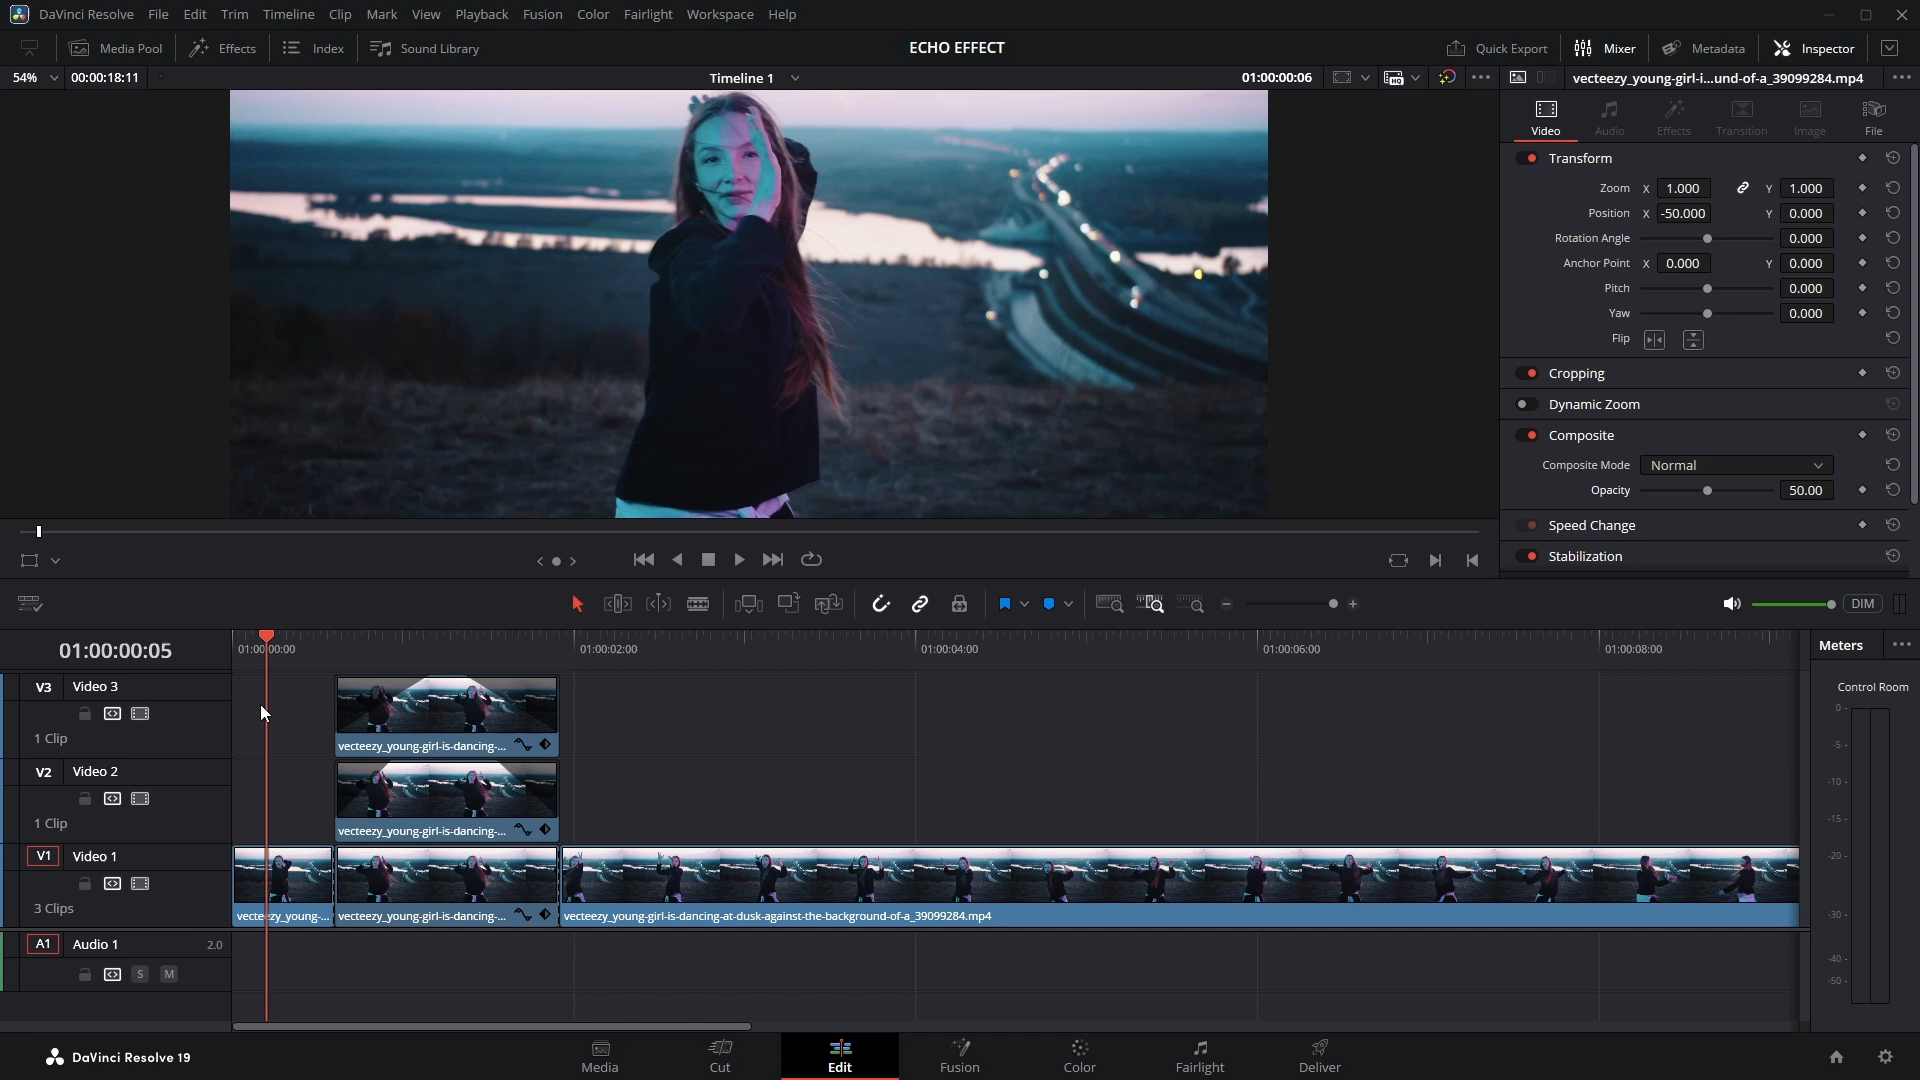 DaVinci Resolve File Edit Trim Timeline Clip Mark View Playback Fusion Color Fairlight Workspace Help
Media Pool Effects Index Sound Library ECHO EFFECT Quick Export Mixer Metadata Inspector
54% 00:00:18:11 Timeline 1 01:00:00:06 vecteezy_young-girl-i...und-of-a_39099284.mp4
Video Audio Effects Transition Image File
Transform
Zoom X 1.000 Y 1.000
Position X -50.000 Y 0.000
Rotation Angle 0.000
Anchor Point X 0.000 Y 0.000
Pitch 0.000
Yaw 0.000
Flip
Cropping
Dynamic Zoom
Composite
Composite Mode Normal
Opacity 50.00
Speed Change
Stabilization
DIM
01:00:00:05 01:00:00:00 01:00:02:00 01:00:04:00 01:00:06:00 01:00:08:00 Meters
V3 Video 3
1 Clip
vecteezy_young-girl-is-dancing-...
V2 Video 2
1 Clip
vecteezy_young-girl-is-dancing-...
V1 Video 1
3 Clips
vecteezy_young-... vecteezy_young-girl-is-dancing-... vecteezy_young-girl-is-dancing-at-dusk-against-the-background-of-a_39099284.mp4
A1 Audio 1 2.0
S M
Control Room
0
-5
-10
-15
-20
-30
-40
-50
DaVinci Resolve 19 Media Cut Edit Fusion Color Fairlight Deliver